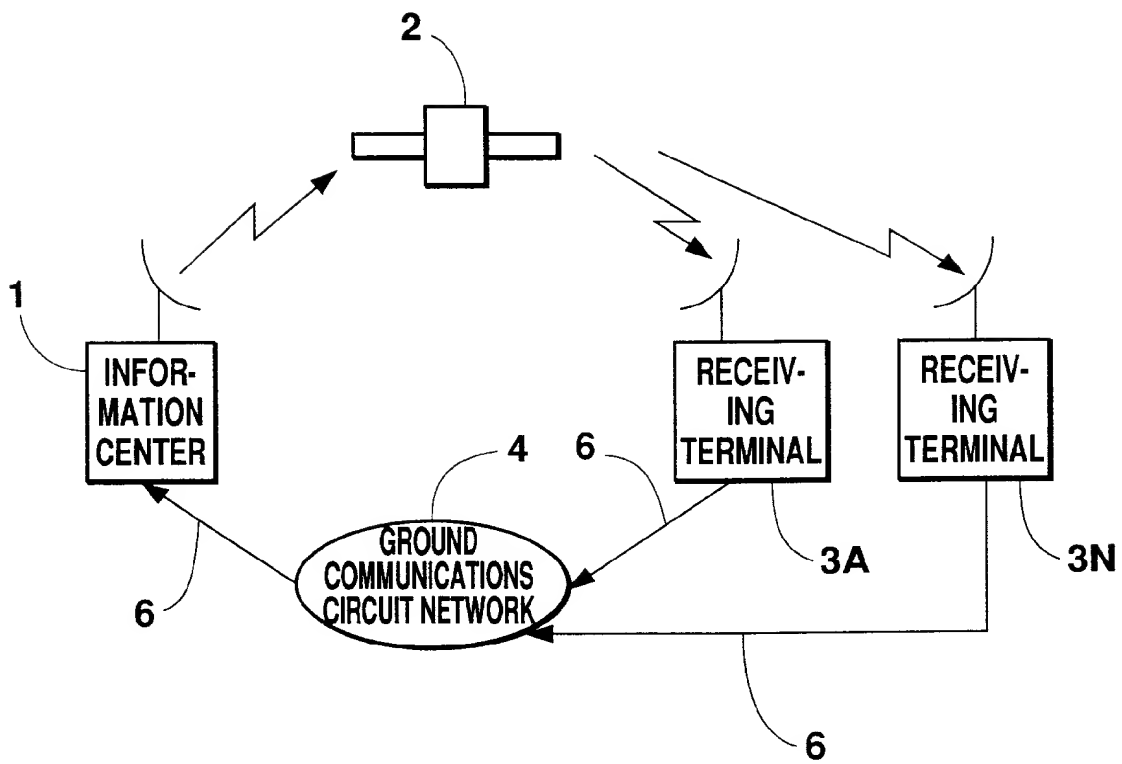 2
1
INFOR-
MATION
CENTER
RECEIV-
ING
TERMINAL
RECEIV-
ING
TERMINAL
4
6
GROUND
COMMUNICATIONS
CIRCUIT NETWORK
3A
3N
6
6